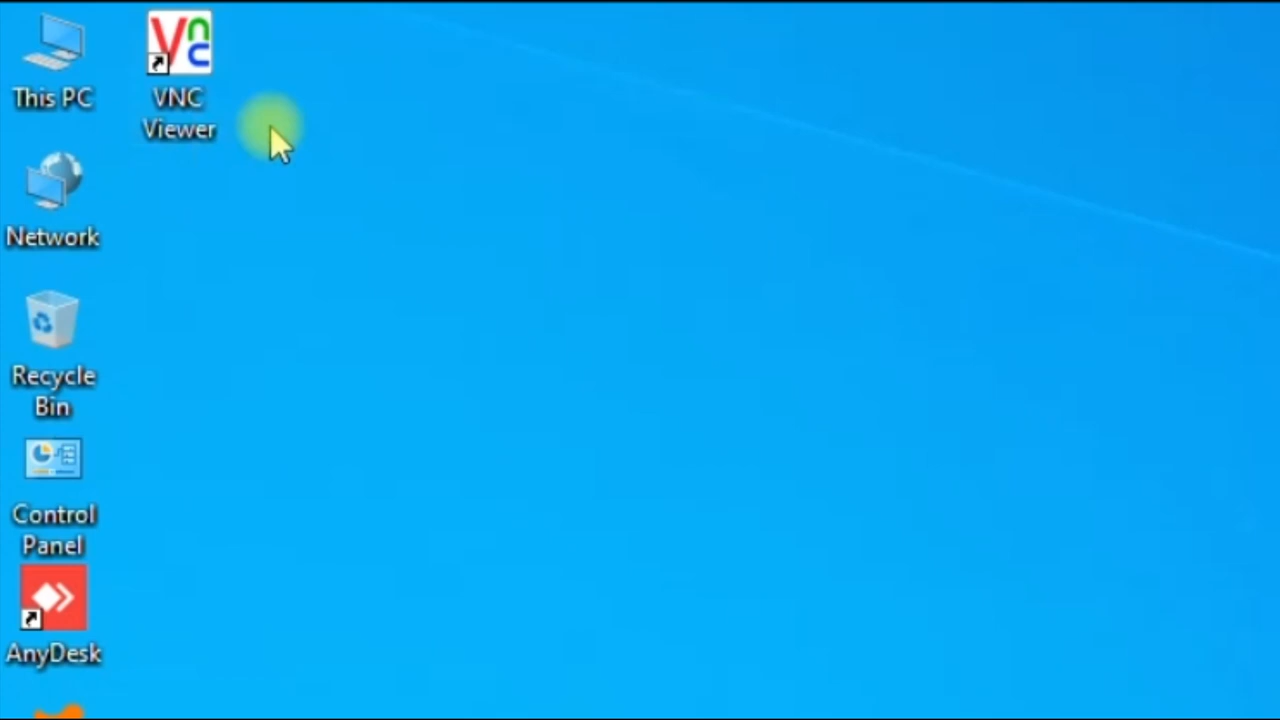 This PC
VNC
Viewer
Network
Recycle
Bin
Control
Panel
AnyDesk